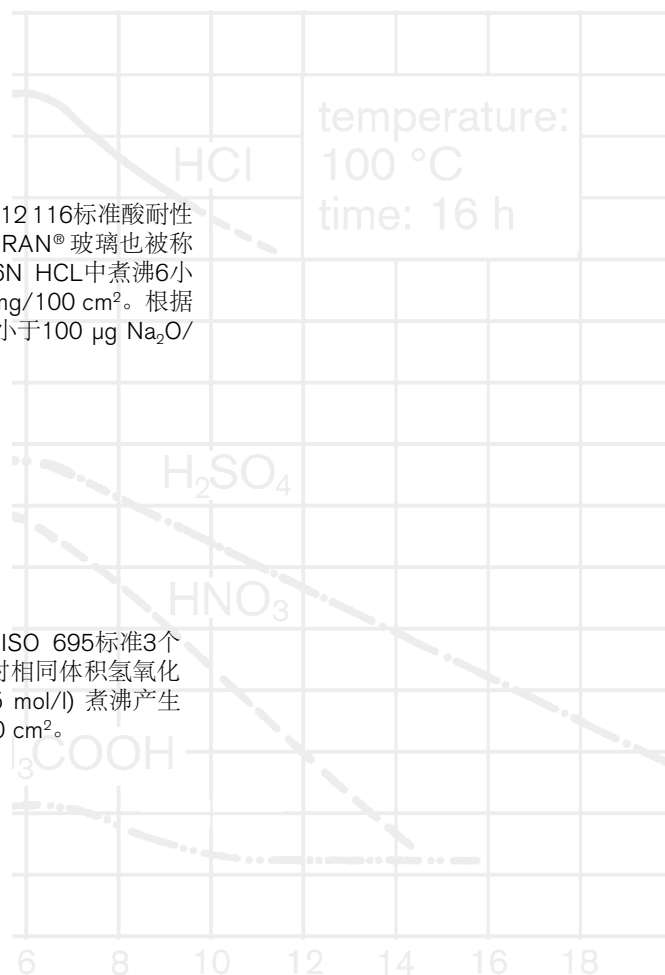 temperature:
HCl
100 °C
time: 16 h
12 116标准酸耐性
RAN® 玻璃也被称
6N HCL中煮沸6小
mg/100 cm²。根据
小于100 µg Na₂O/
H₂SO₄
HNO₃
ISO 695标准3个
时相同体积氢氧化
5 mol/l) 煮沸产生
0 cm²。
₃COOH
6 8 10 12 14 16 18